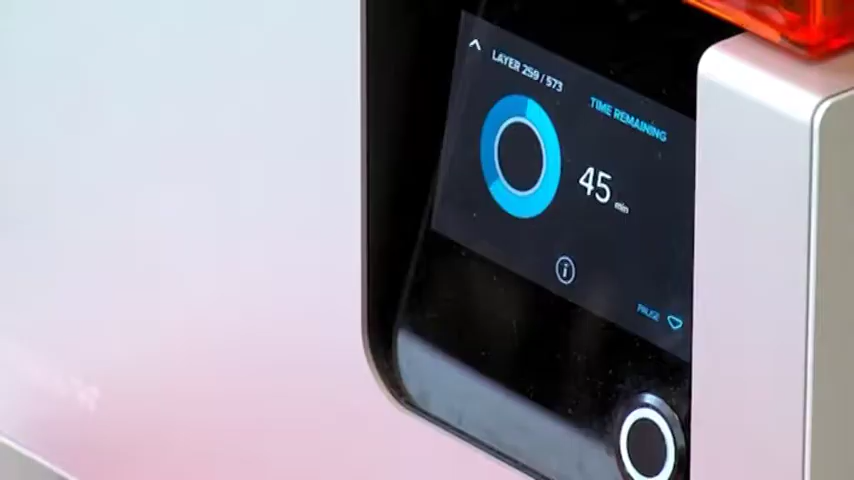 LAYER 259 / 573
TIME REMAINING
45 min
i
PAUSE